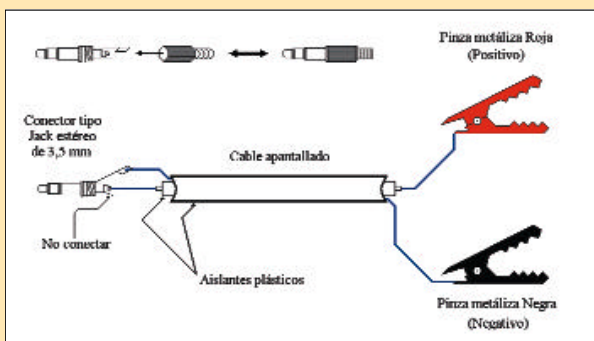 Pinza metáliza Roja
(Positivo)
Conector tipo
Jack estéreo
de 3,5 mm
Cable apantallado
No conectar
Aislantes plásticos
Pinza metáliza Negra
(Negativo)